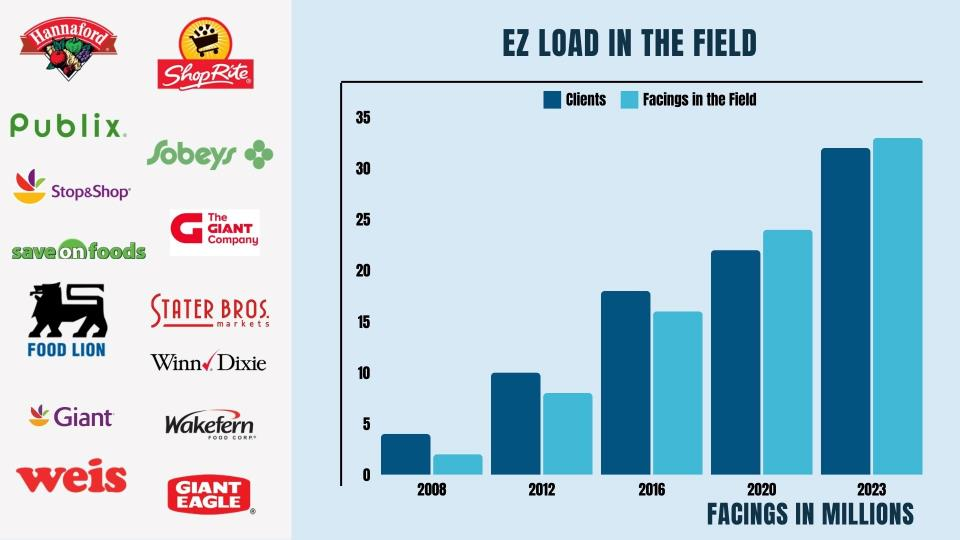 Hannaford
ShopRite®
Publix.
Sobeys
Stop&Shop®
The
GIANT
Company
save on foods
STATER BROS.
markets
FOOD LION
Winn Dixie
Giant
Wakefern
FOOD CORP.®
weis
GIANT
EAGLE®
EZ LOAD IN THE FIELD
Clients Facings in the Field
35
30
25
20
15
10
5
0
2008 2012 2016 2020 2023
FACINGS IN MILLIONS